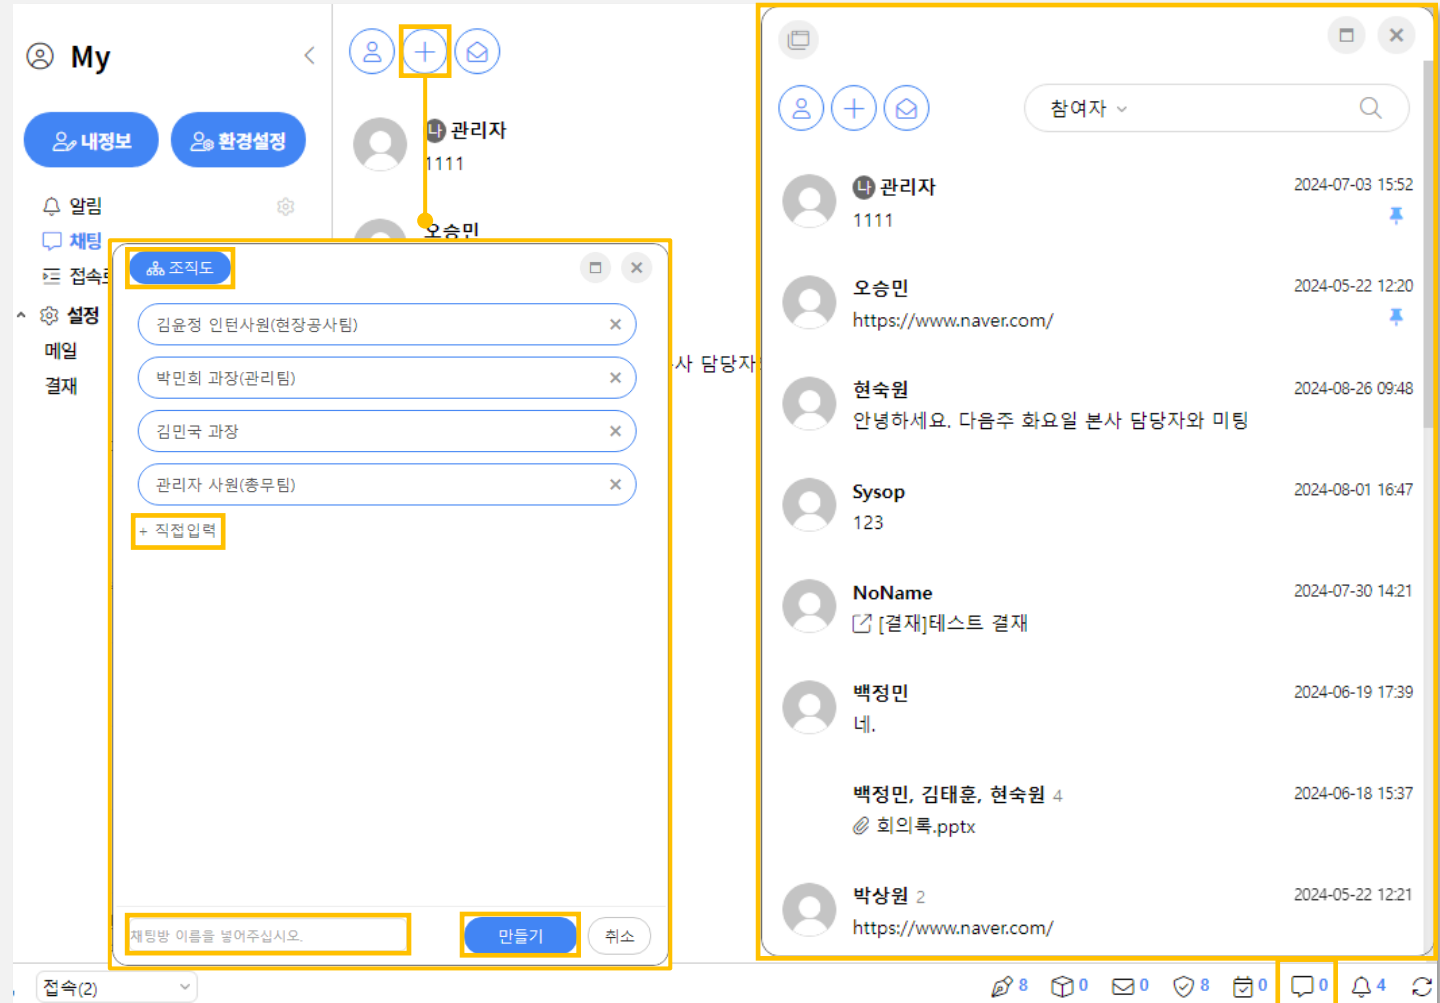 My
내정보
환경설정
알림
채팅
접속
설정
메일
결재
나 관리자
1111
오승민
사 담당자
조직도
김윤정 인턴사원(현장공사팀)
박민희 과장(관리팀)
김민국 과장
관리자 사원(총무팀)
+ 직접입력
채팅방 이름을 넣어주십시오.
만들기
취소
참여자
나 관리자 2024-07-03 15:52
1111
오승민 2024-05-22 12:20
https://www.naver.com/
현숙원 2024-08-26 09:48
안녕하세요. 다음주 화요일 본사 담당자와 미팅
Sysop 2024-08-01 16:47
123
NoName 2024-07-30 14:21
[결재]테스트 결재
백정민 2024-06-19 17:39
네.
백정민, 김태훈, 현숙원 4 2024-06-18 15:37
회의록.pptx
박상원 2 2024-05-22 12:21
https://www.naver.com/
접속(2)
8 0 0 8 0 0 4